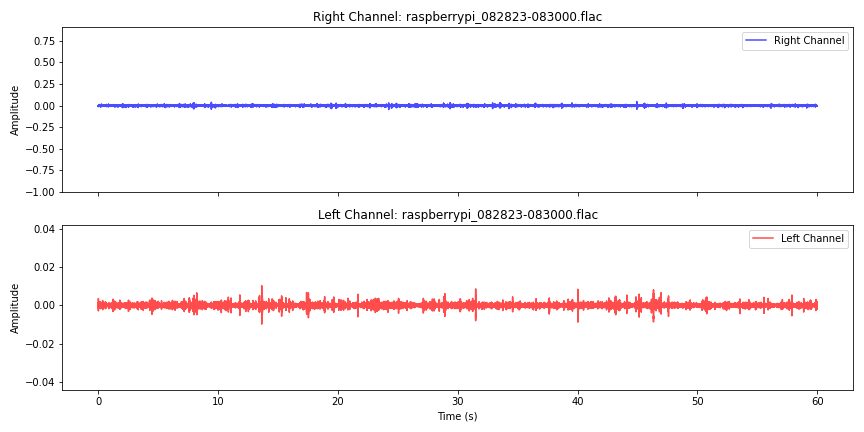 Right Channel: raspberrypi_082823-083000.flac
Right Channel
Amplitude
0.75
0.50
0.25
0.00
−0.25
−0.50
−0.75
−1.00
Left Channel: raspberrypi_082823-083000.flac
Left Channel
Amplitude
0.04
0.02
0.00
−0.02
−0.04
0 10 20 30 40 50 60
Time (s)